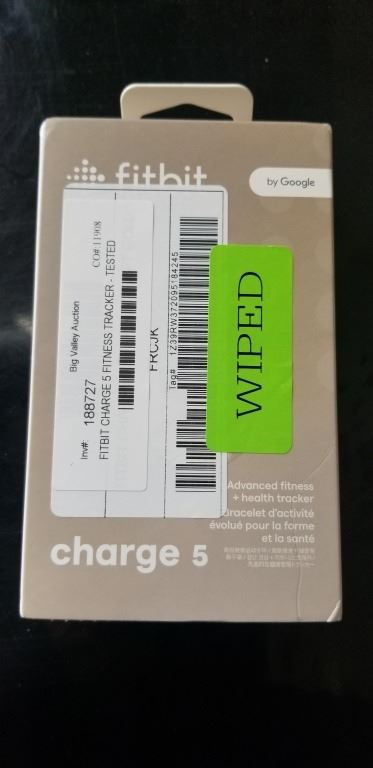 fitbit
by Google
Big Valley Auction
CO#:11908
Inv#: 188727
FITBIT CHARGE 5 FITNESS TRACKER - TESTED
FRCJK
Tag#: 1Z39RW372095184245
WIPED
Advanced fitness
+ health tracker
bracelet d'activité
évolué pour la forme
et la santé
charge 5